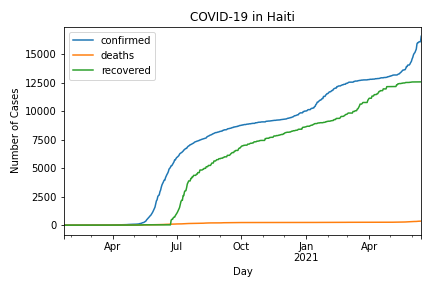 COVID-19 in Haiti
confirmed
deaths
recovered
Number of Cases
15000
12500
10000
7500
5000
2500
0
Apr
Jul
Oct
Jan
2021
Apr
Day